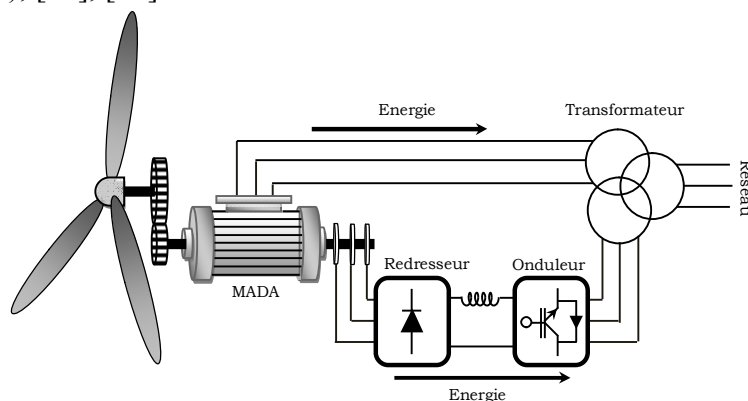 Energie
Transformateur
Réseau
Redresseur
Onduleur
MADA
Energie